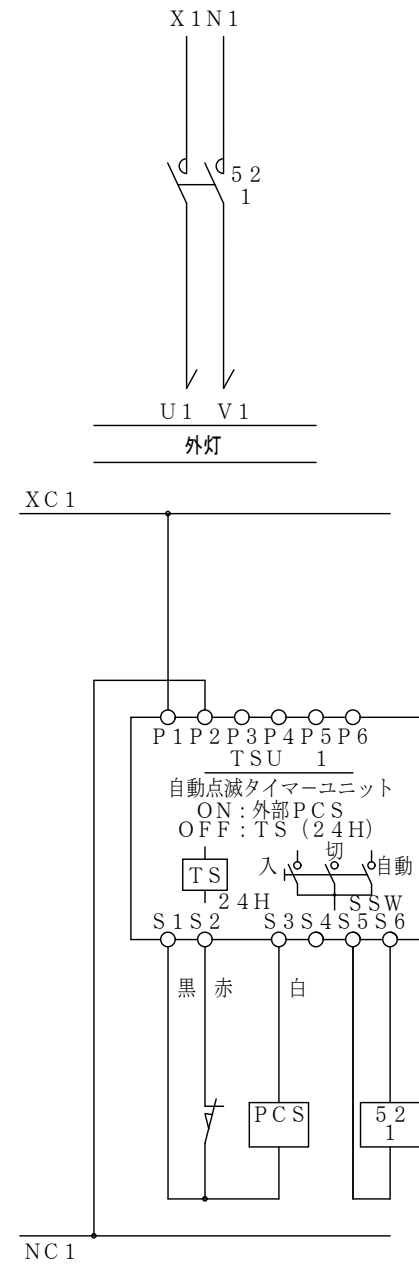 X1N1
52
1
U1 V1
外灯
XC1
P1P2P3P4P5P6
TSU 1
自動点滅タイマーユニット
ON:外部PCS
OFF:TS(24H)
入 切 自動
TS
24H SSW
S1S2 S3S4S5S6
黒 赤 白
PCS 52
1
NC1